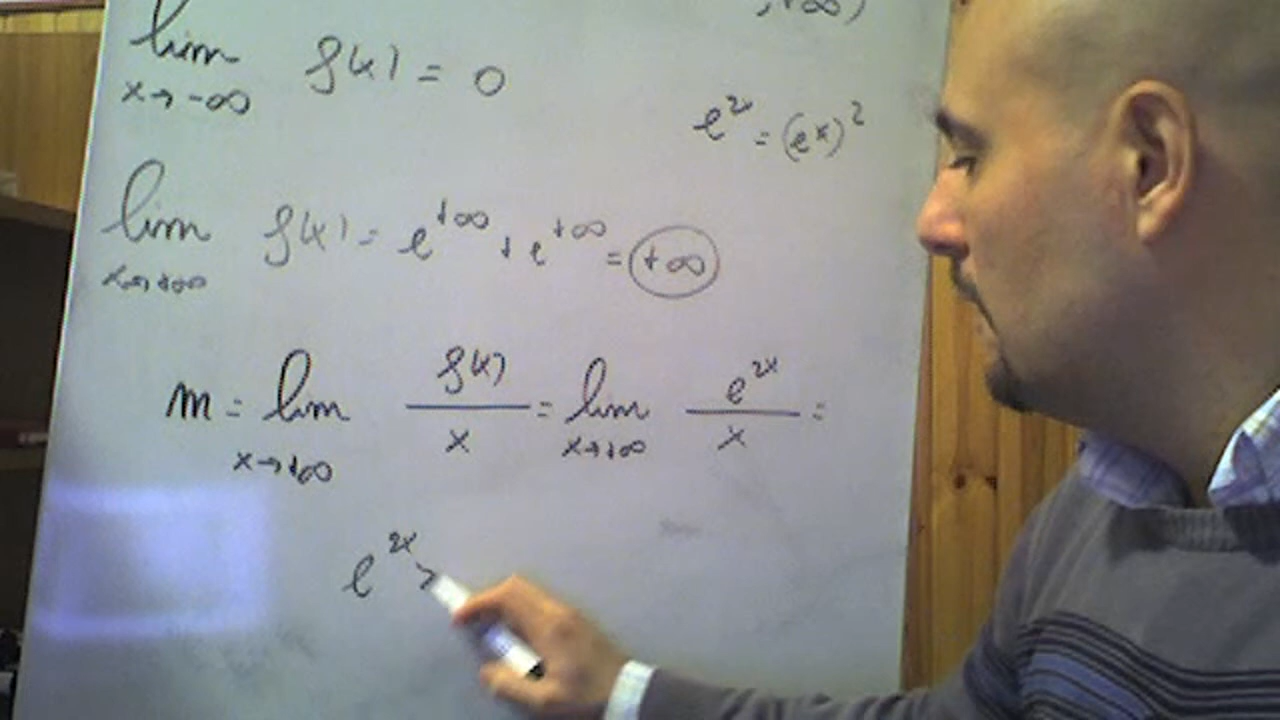 , +∞)
lim x→-∞ f(x) = 0
e^2x = (e^x)^2
lim x→+∞ f(x) = e^+∞ + e^+∞ = +∞
m = lim x→+∞ f(x)/x = lim x→+∞ e^2x/x =
e^2x >